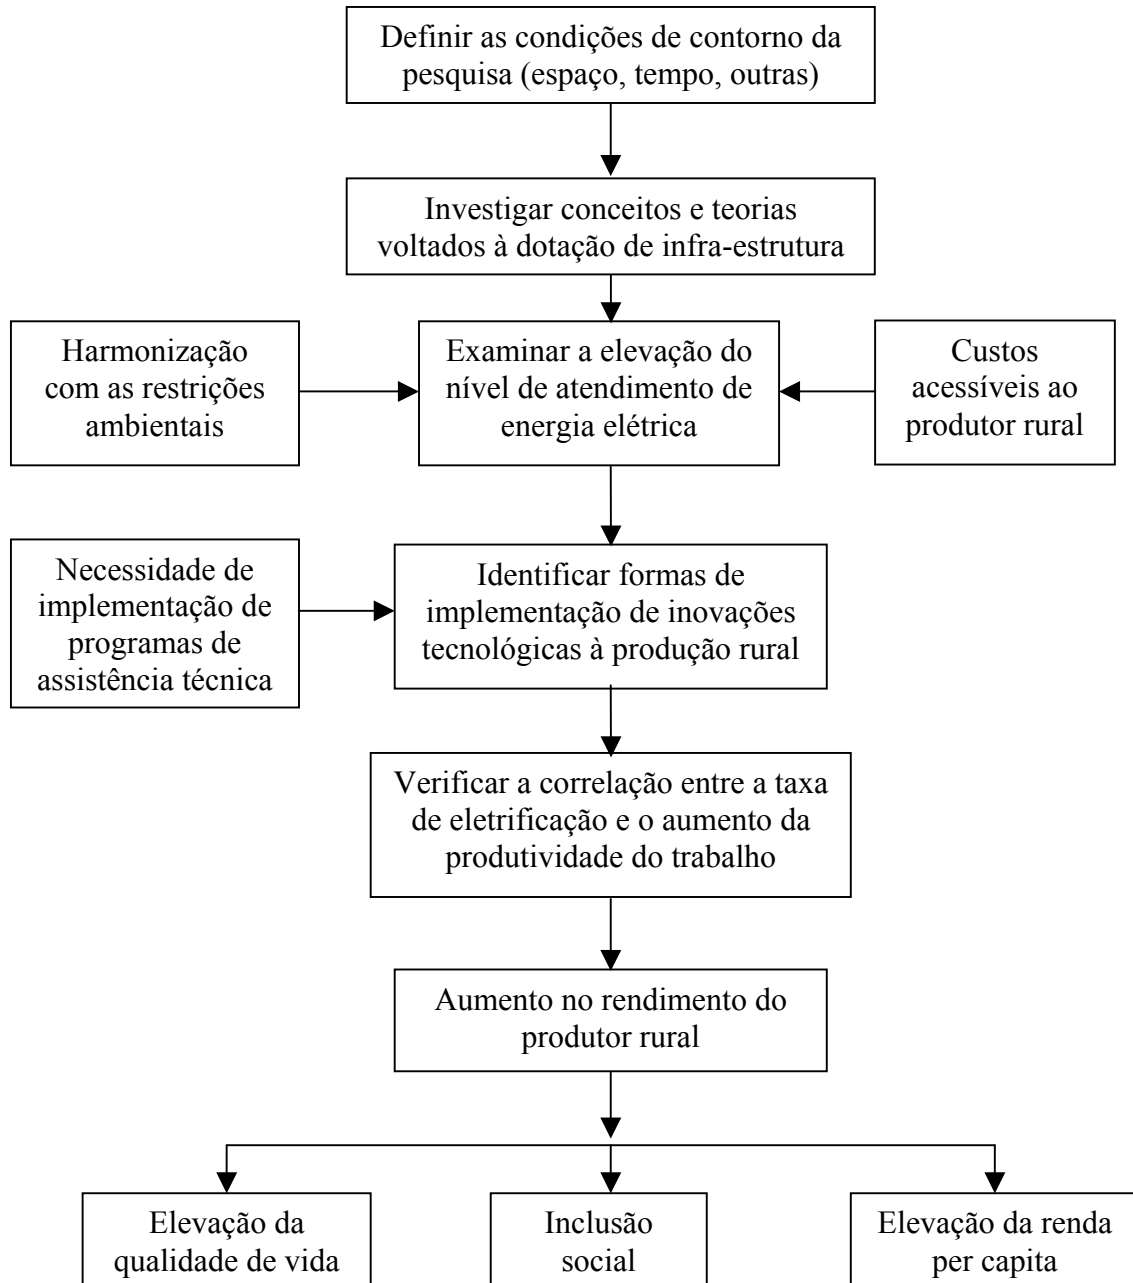 Definir as condições de contorno da
pesquisa (espaço, tempo, outras)
Investigar conceitos e teorias
voltados à dotação de infra-estrutura
Harmonização
com as restrições
ambientais
Examinar a elevação do
nível de atendimento de
energia elétrica
Custos
acessíveis ao
produtor rural
Necessidade de
implementação de
programas de
assistência técnica
Identificar formas de
implementação de inovações
tecnológicas à produção rural
Verificar a correlação entre a taxa
de eletrificação e o aumento da
produtividade do trabalho
Aumento no rendimento do
produtor rural
Elevação da
qualidade de vida
Inclusão
social
Elevação da renda
per capita